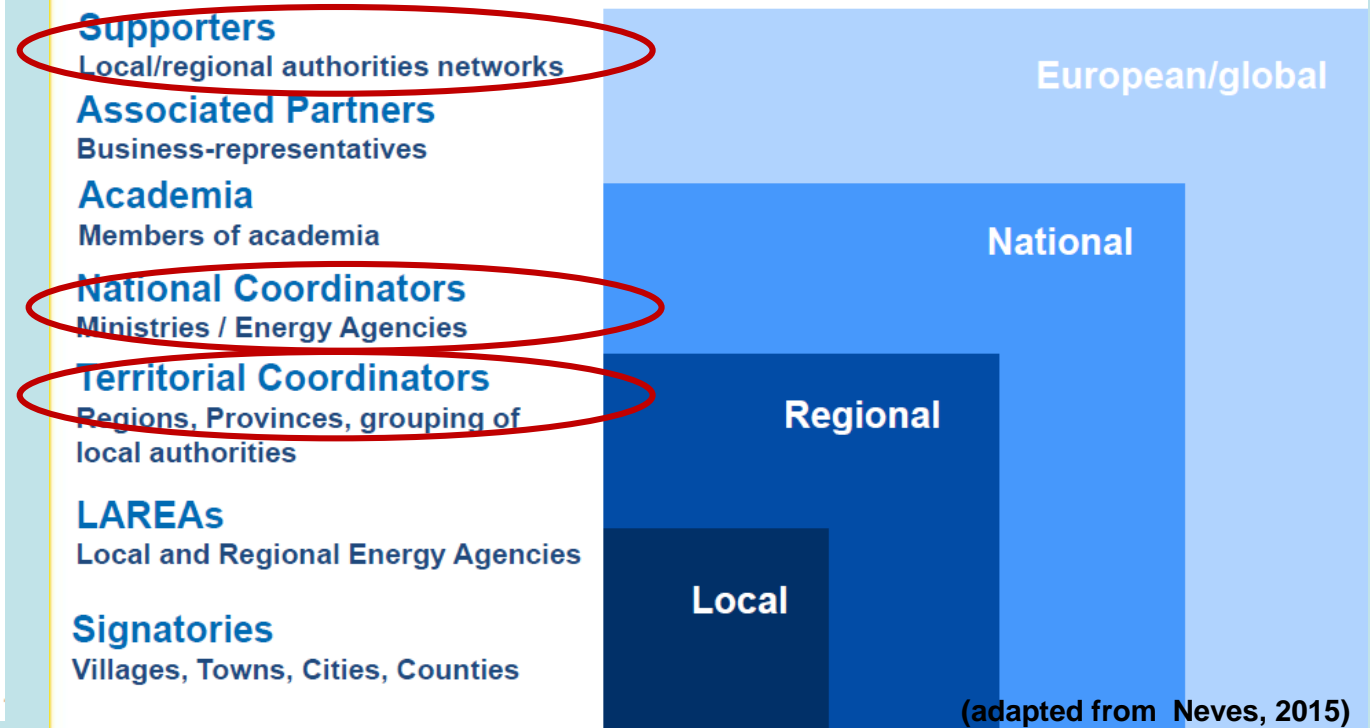 Supporters
Local/regional authorities networks
Associated Partners
Business-representatives
Academia
Members of academia
National Coordinators
Ministries / Energy Agencies
Territorial Coordinators
Regions, Provinces, grouping of
local authorities
LAREAs
Local and Regional Energy Agencies
Signatories
Villages, Towns, Cities, Counties
European/global
National
Regional
Local
(adapted from Neves, 2015)